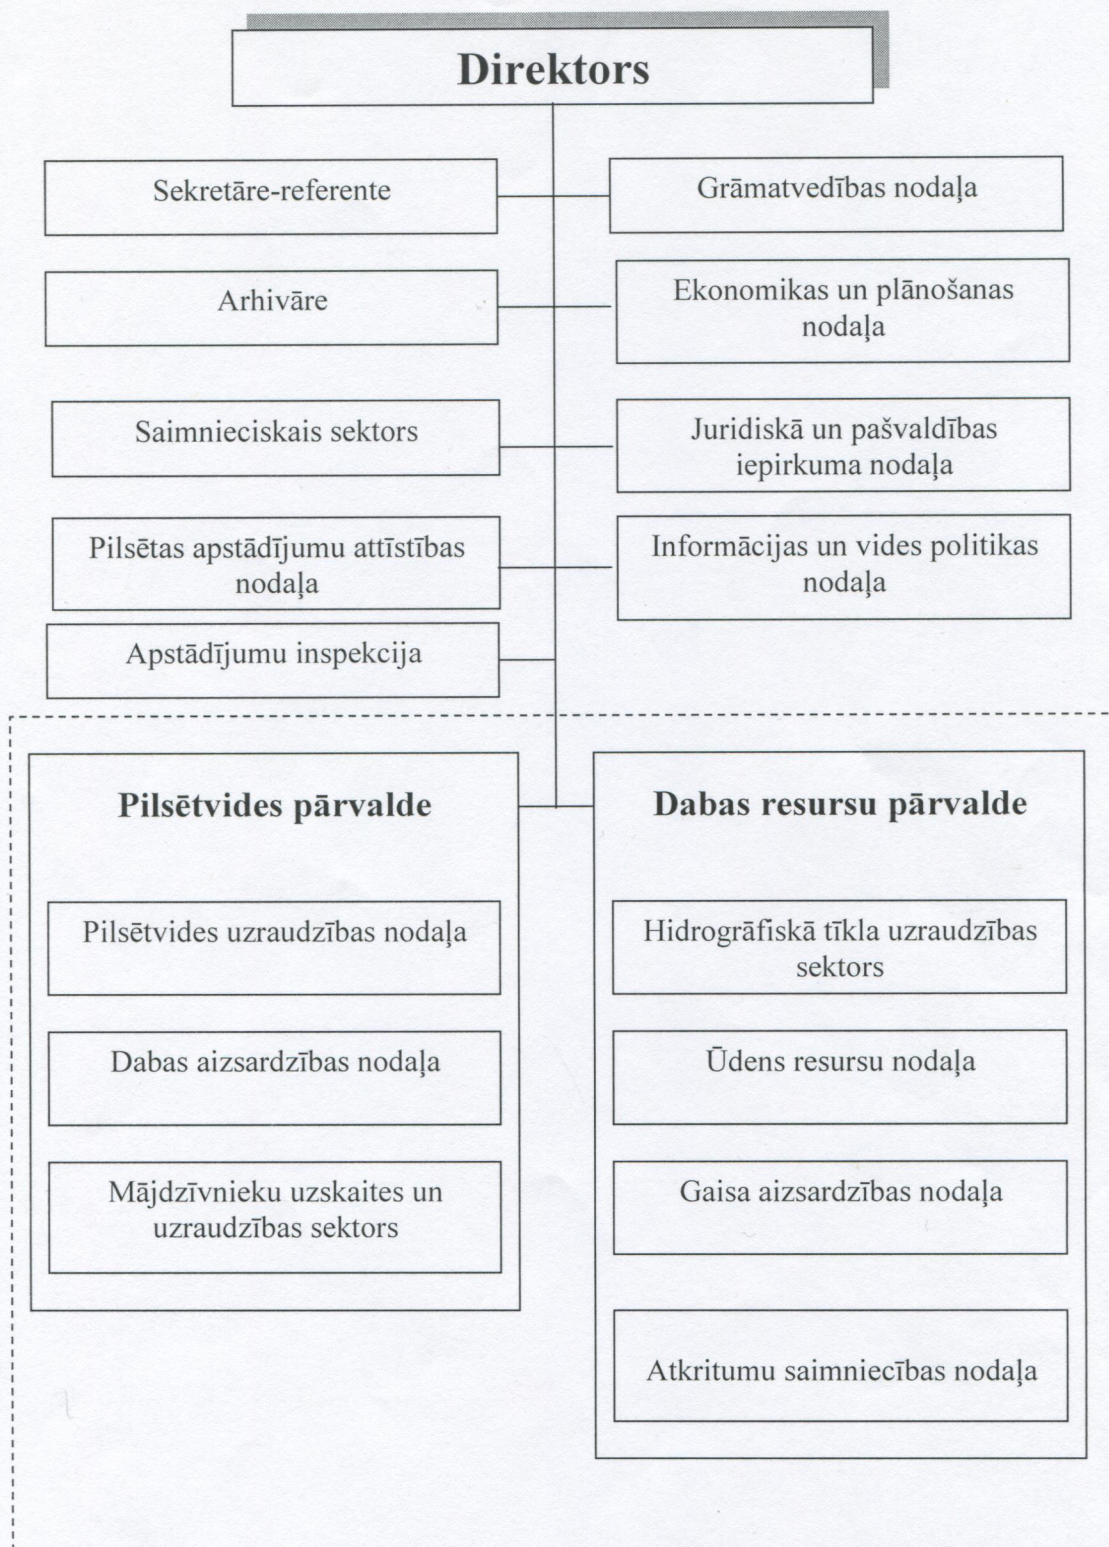 Direktors
Sekretāre-referente
Grāmatvedības nodaļa
Arhivāre
Ekonomikas un plānošanas
nodaļa
Saimnieciskais sektors
Juridiskā un pašvaldības
iepirkuma nodaļa
Pilsētas apstādījumu attīstības
nodaļa
Informācijas un vides politikas
nodaļa
Apstādījumu inspekcija
Pilsētvides pārvalde
Pilsētvides uzraudzības nodaļa
Dabas aizsardzības nodaļa
Mājdzīvnieku uzskaites un
uzraudzības sektors
Dabas resursu pārvalde
Hidrogrāfiskā tīkla uzraudzības
sektors
Ūdens resursu nodaļa
Gaisa aizsardzības nodaļa
Atkritumu saimniecības nodaļa